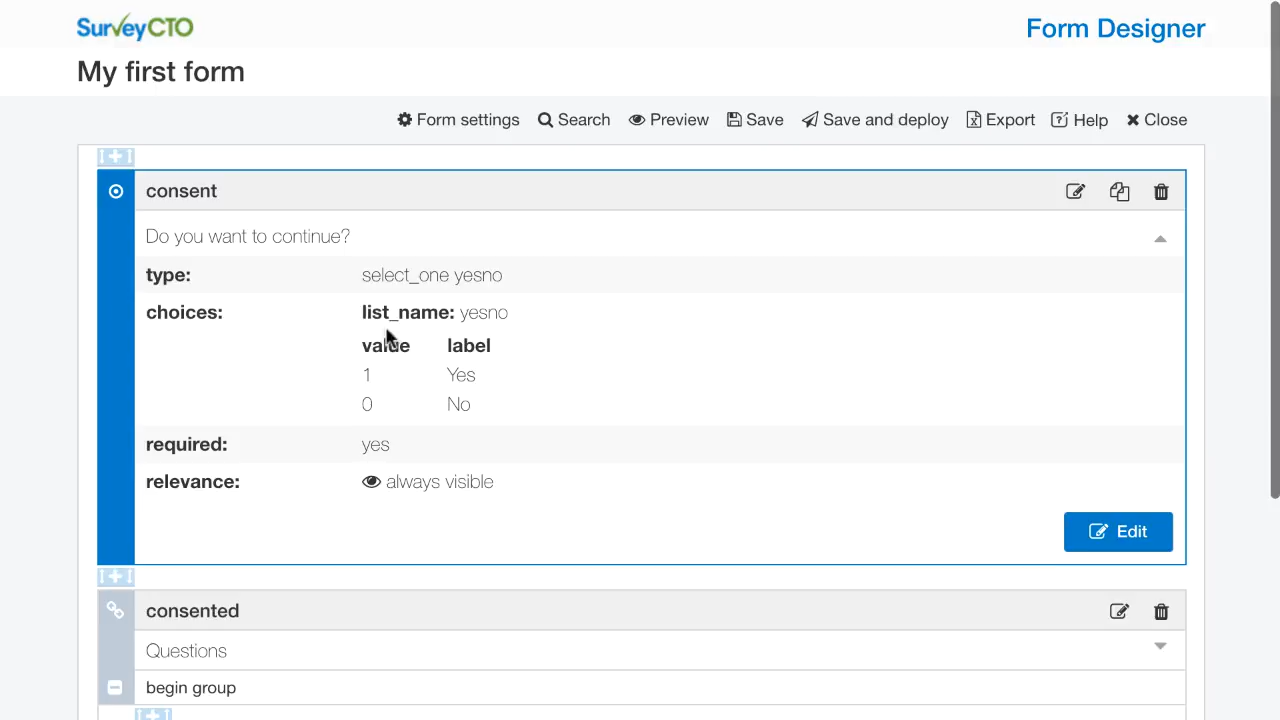 SurveyCTO
Form Designer
My first form
Form settings Search Preview Save Save and deploy Export Help Close
consent
Do you want to continue?
type: select_one yesno
choices: list_name: yesno
value label
1 Yes
0 No
required: yes
relevance: always visible
Edit
consented
Questions
begin group